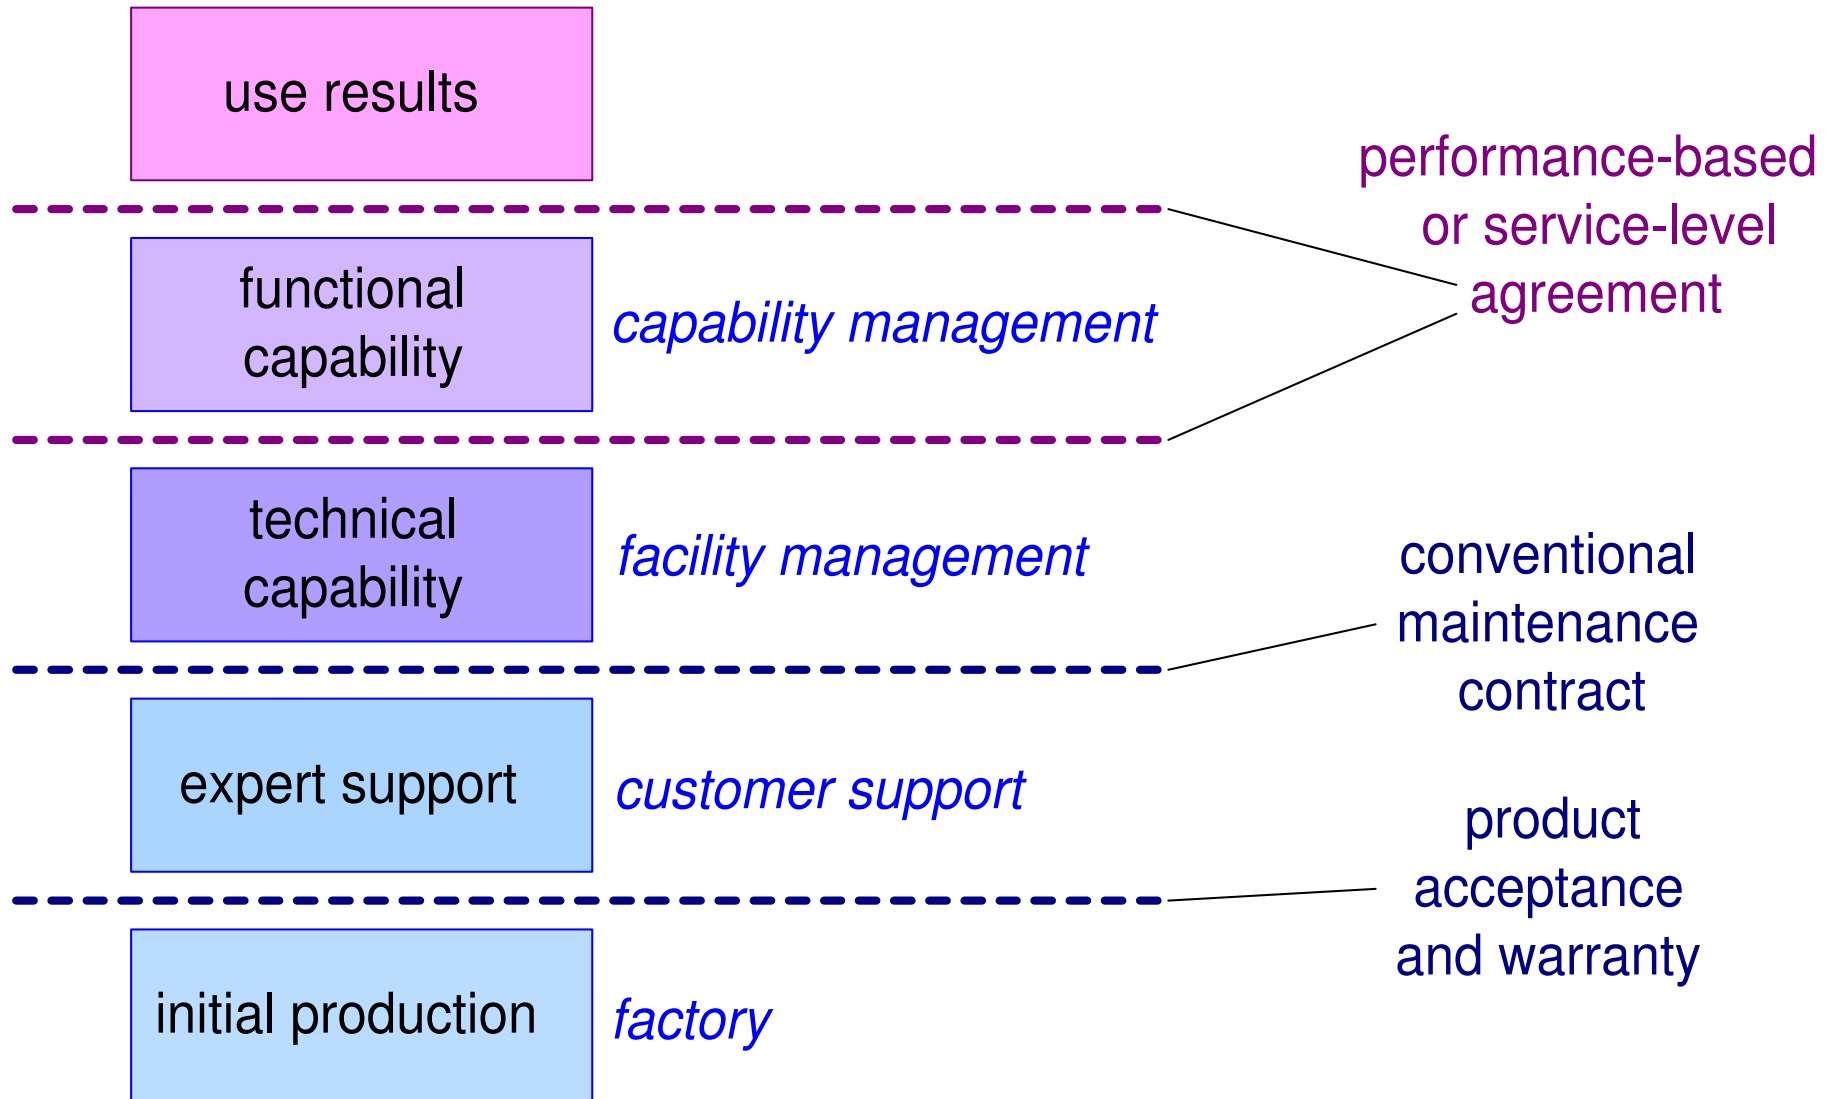 use results
performance-based
or service-level
agreement
functional
capability
capability management
technical
capability
facility management
conventional
maintenance
contract
expert support
customer support
product
acceptance
and warranty
initial production
factory